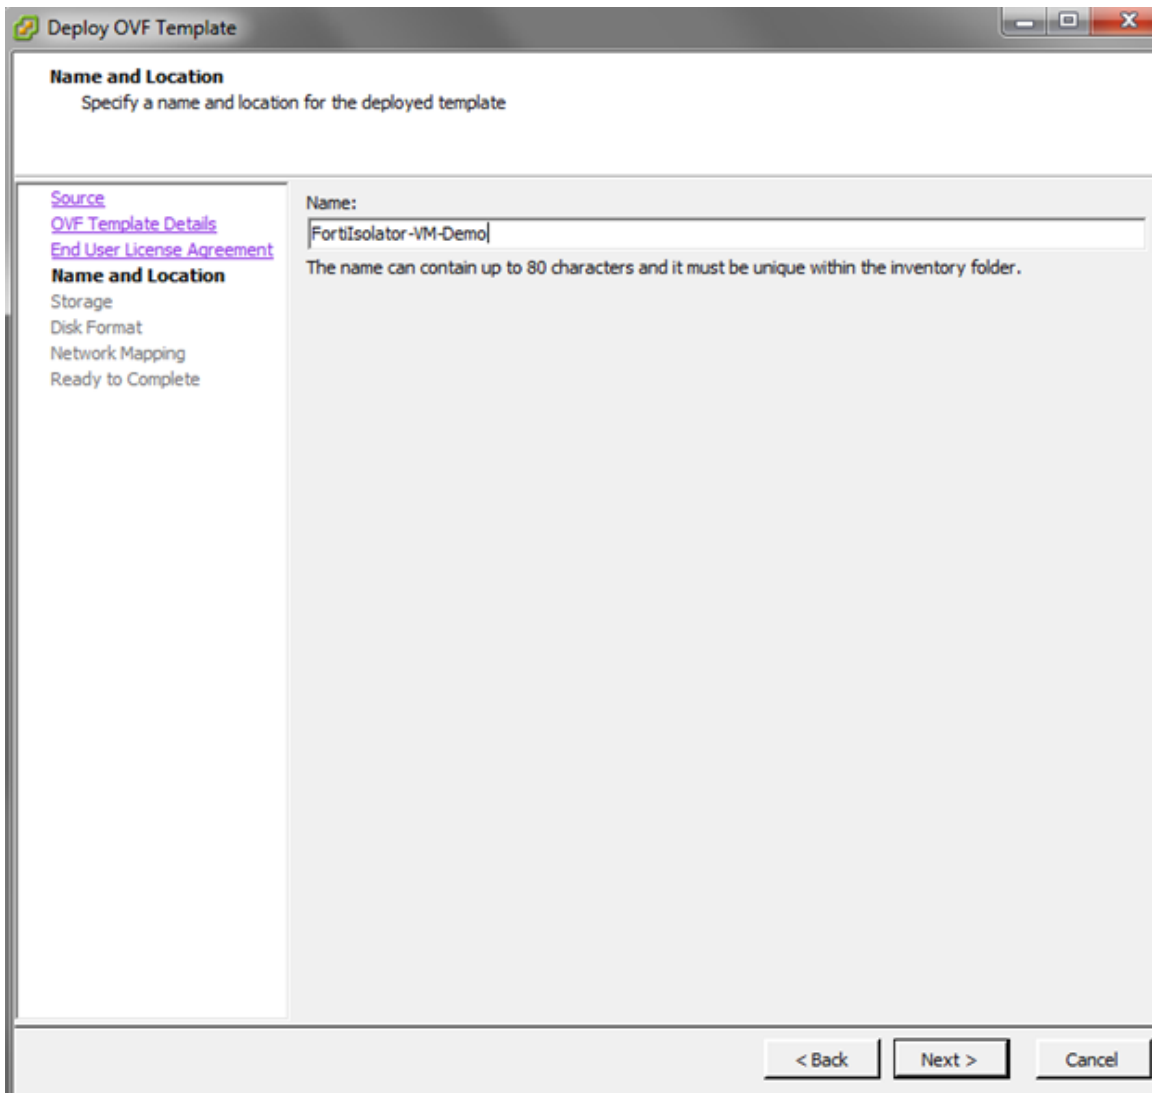 Deploy OVF Template
Name and Location
Specify a name and location for the deployed template
Source
OVF Template Details
End User License Agreement
Name and Location
Storage
Disk Format
Network Mapping
Ready to Complete
Name:
FortiIsolator-VM-Demo
The name can contain up to 80 characters and it must be unique within the inventory folder.
< Back
Next >
Cancel